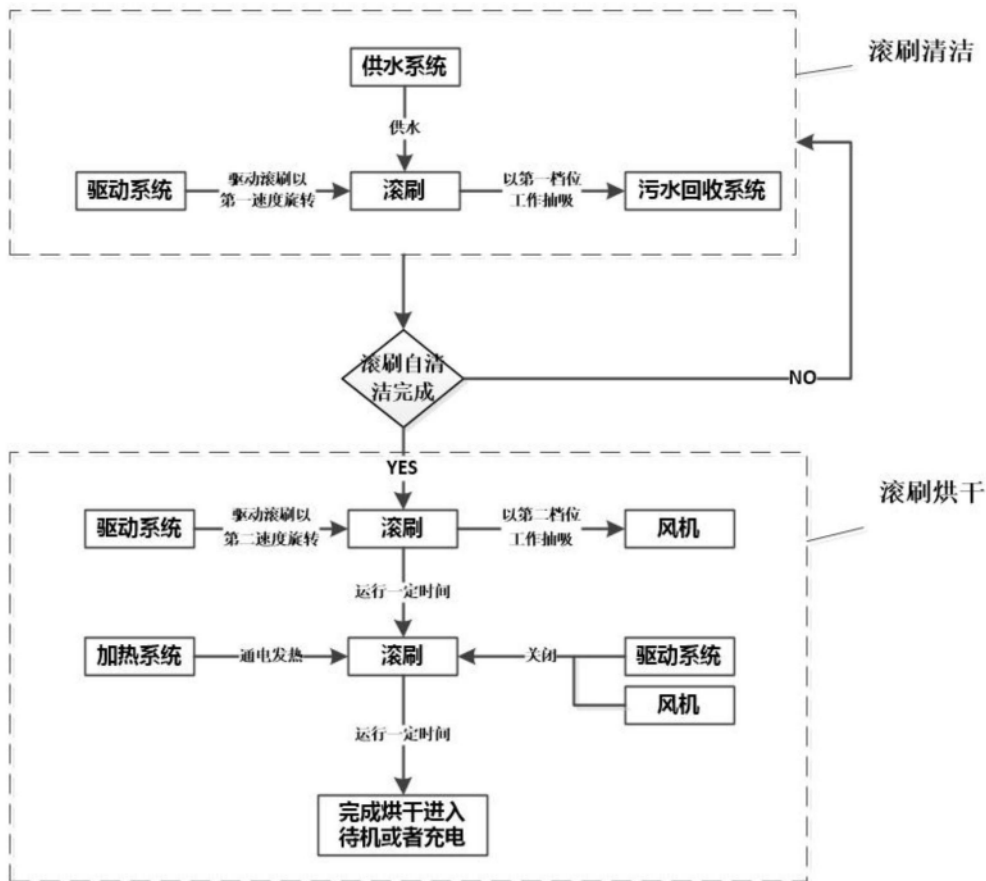 滚刷清洁
供水系统
供水
驱动系统
驱动滚刷以
第一速度旋转
滚刷
以第一档位
工作抽吸
污水回收系统
滚刷自清
洁完成
NO
YES
滚刷烘干
驱动系统
驱动滚刷以
第二速度旋转
滚刷
以第二档位
工作抽吸
风机
运行一定时间
加热系统
通电发热
滚刷
关闭
驱动系统
风机
运行一定时间
完成烘干进入
待机或者充电